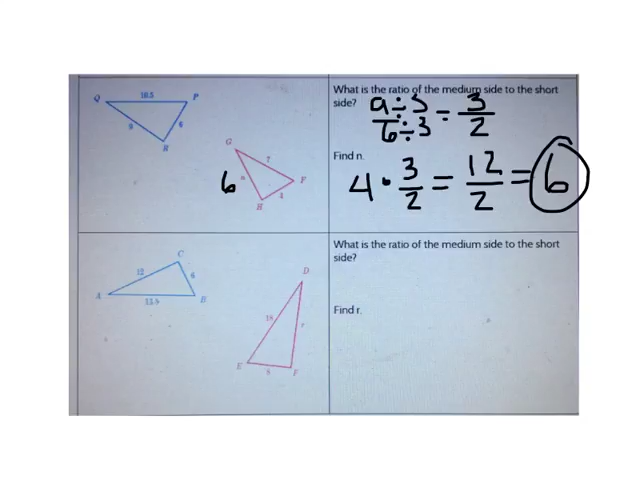 10.5
Q
P
9
6
R
What is the ratio of the medium side to the short
side?
9÷3 = 3
6÷3 2
G
7
6
n
F
4
H
Find n.
4 · 3/2 = 12/2 = 6
C
12
6
A
13.8
B
What is the ratio of the medium side to the short
side?
D
18
r
E
F
Find r.